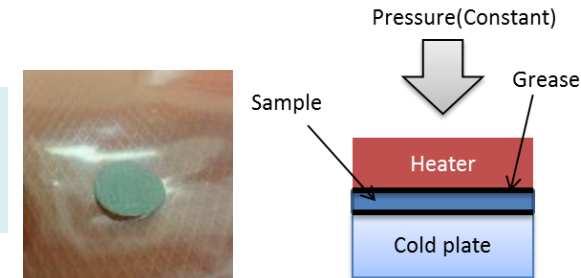 Pressure(Constant)
Grease
Sample
Heater
Cold plate